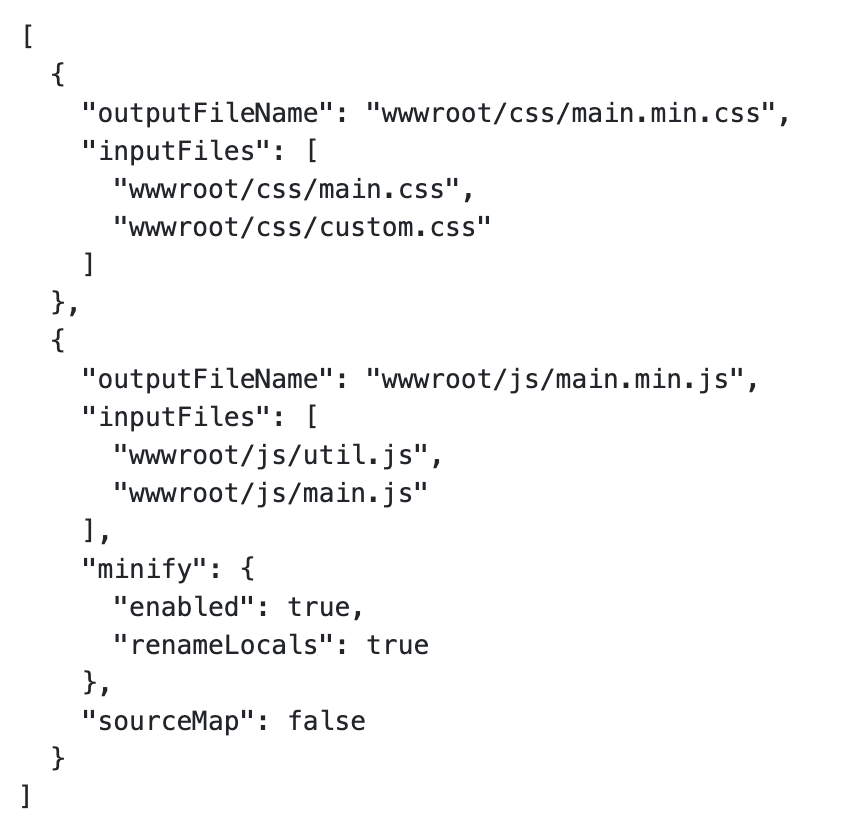 [
  {
    "outputFileName": "wwwroot/css/main.min.css",
    "inputFiles": [
      "wwwroot/css/main.css",
      "wwwroot/css/custom.css"
    ]
  },
  {
    "outputFileName": "wwwroot/js/main.min.js",
    "inputFiles": [
      "wwwroot/js/util.js",
      "wwwroot/js/main.js"
    ],
    "minify": {
      "enabled": true,
      "renameLocals": true
    },
    "sourceMap": false
  }
]